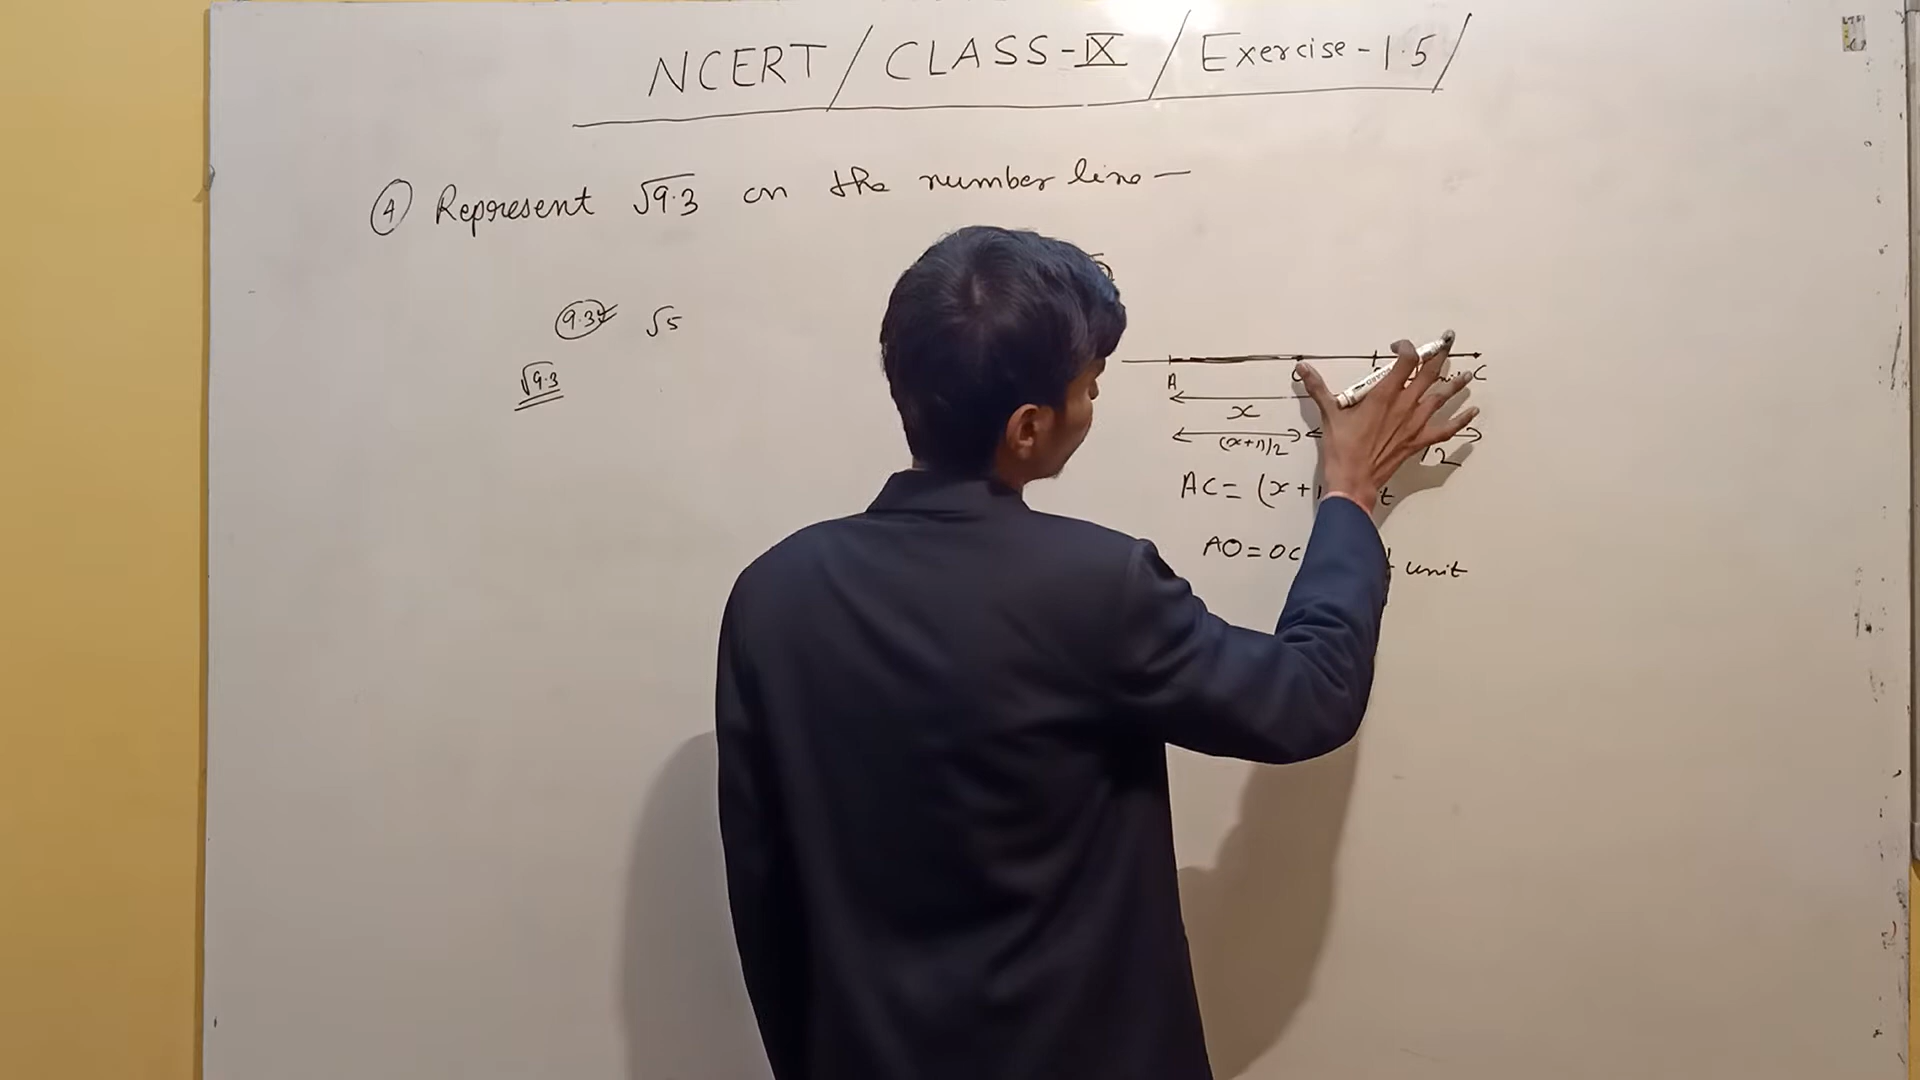 NCERT / CLASS-IX / Exercise-1.5/
④ Represent √9.3 on the number line —
9.3 √5
√9.3
A C
x
(x+1)/2 /2
AC= (x+1
AO=OC unit